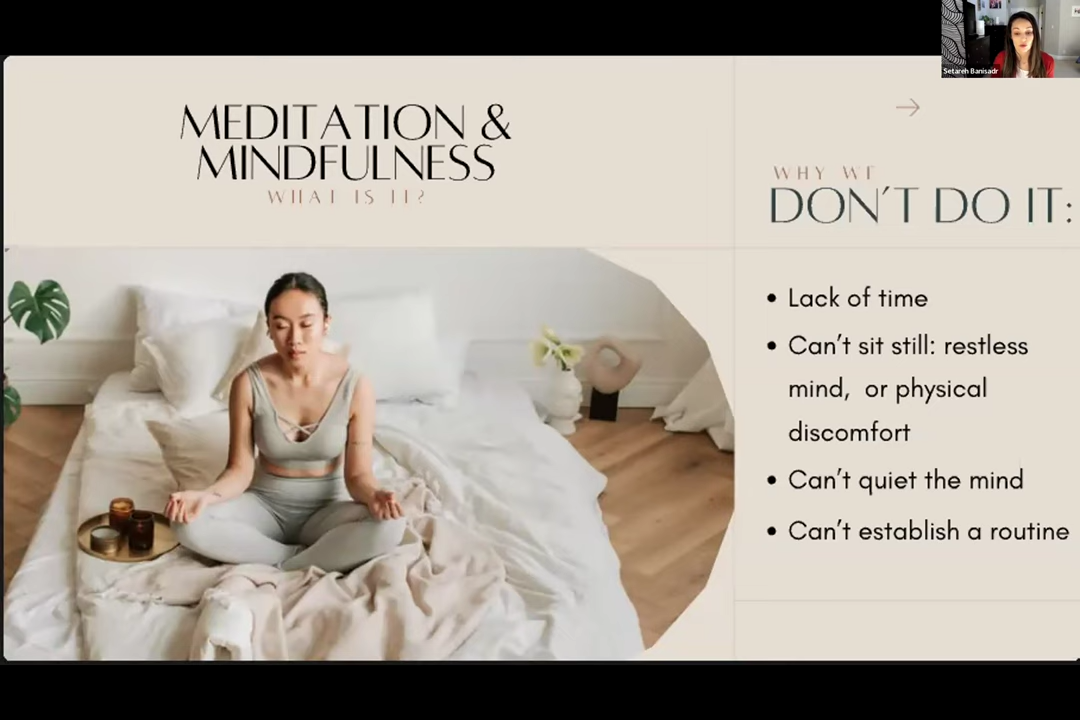 Setareh Banisadr
MEDITATION &
MINDFULNESS
WHAT IS IT?
WHY WE
DON'T DO IT:
• Lack of time
• Can't sit still: restless
mind, or physical
discomfort
• Can't quiet the mind
• Can't establish a routine